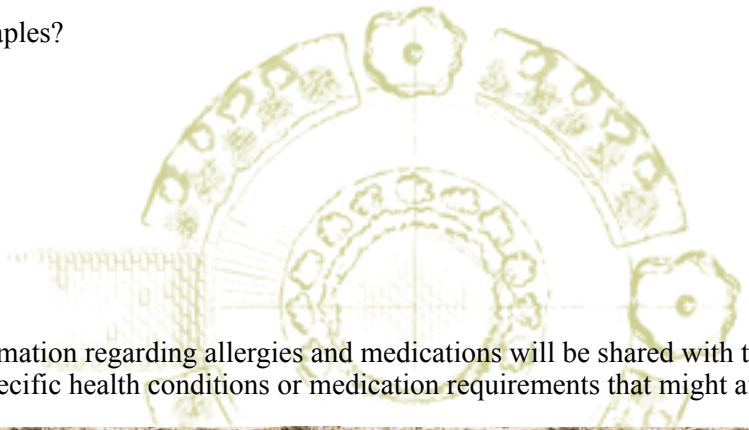 aples?
mation regarding allergies and medications will be shared with t
ecific health conditions or medication requirements that might a